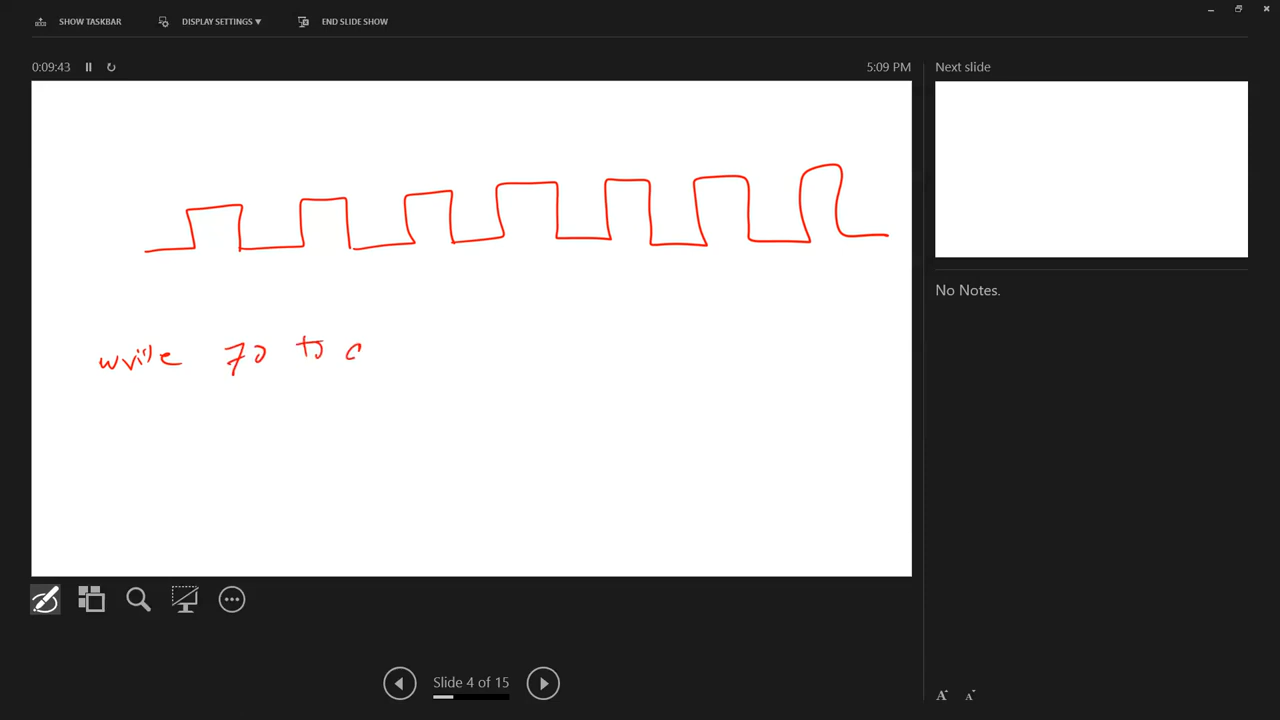 SHOW TASKBAR DISPLAY SETTINGS ▼ END SLIDE SHOW
0:09:43
5:09 PM
Next slide
write 70 to
No Notes.
Slide 4 of 15
A A